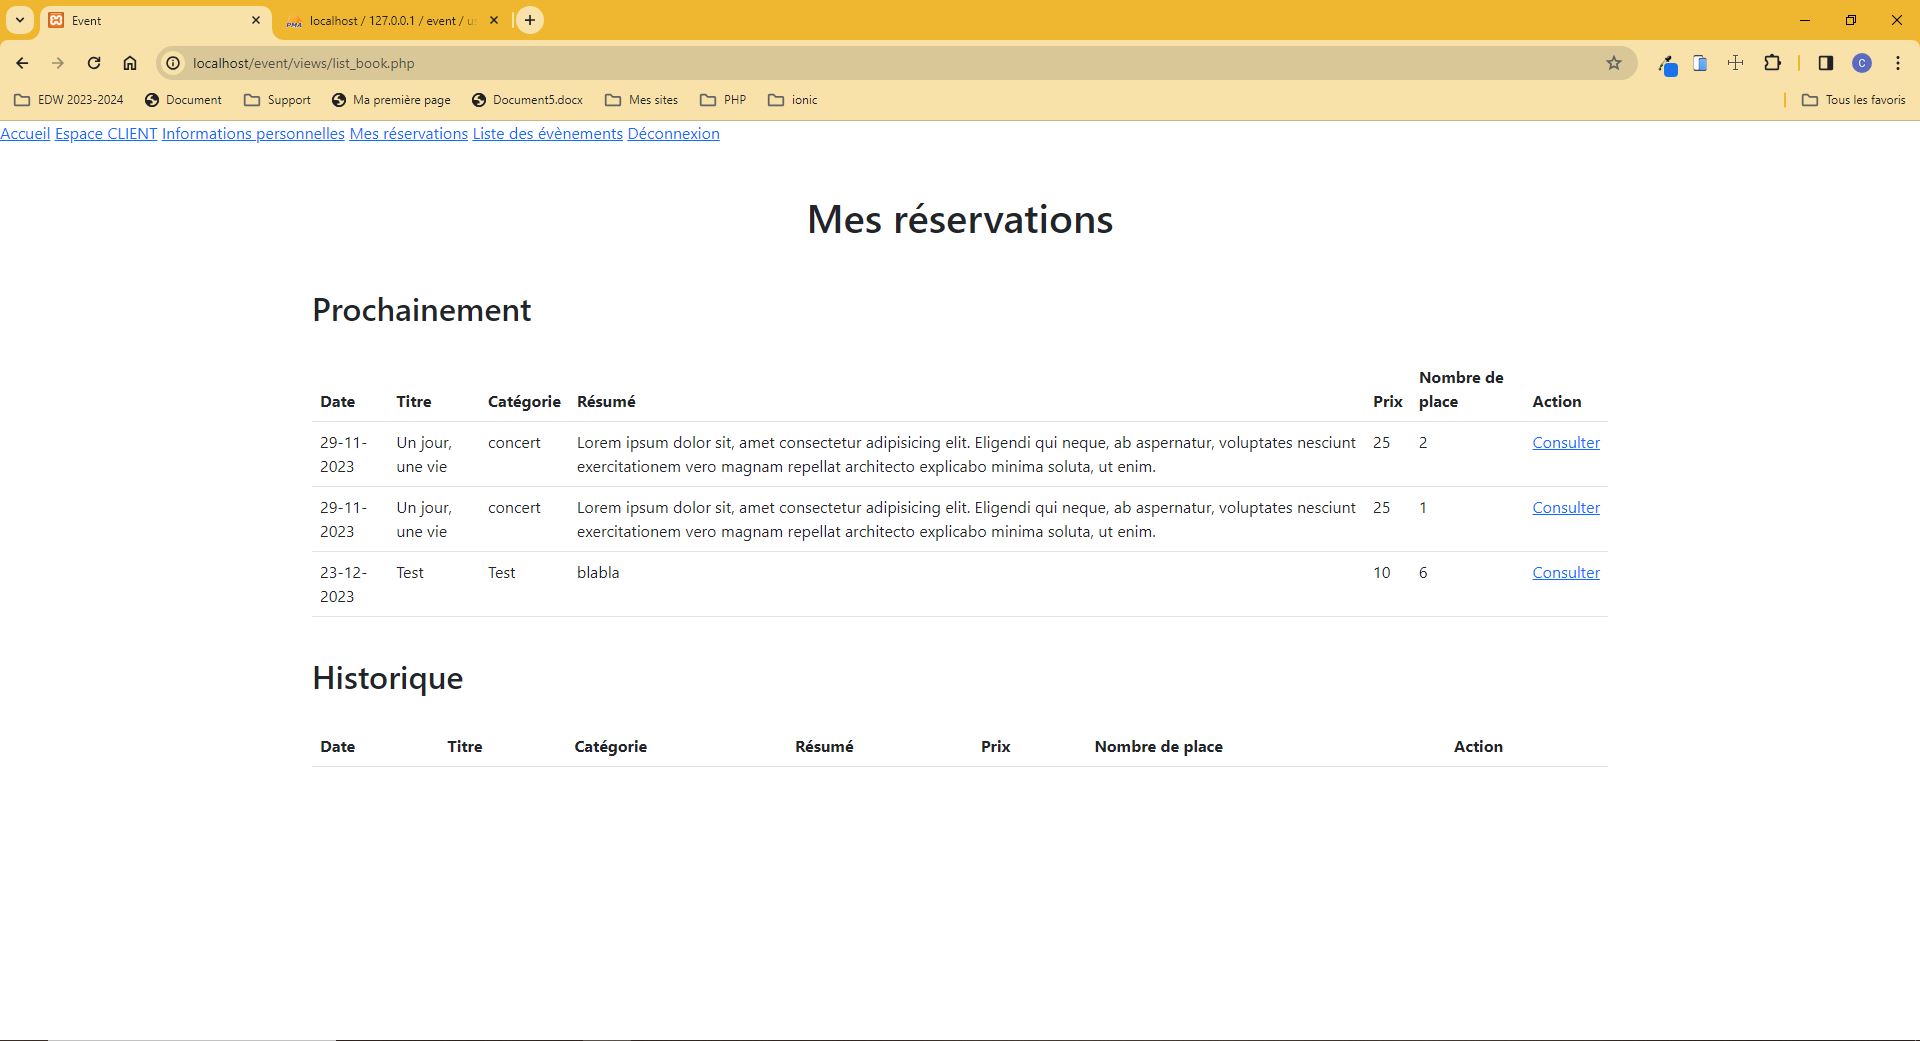 Event
localhost / 127.0.0.1 / event / u
localhost/event/views/list_book.php
C
EDW 2023-2024 Document Support Ma première page Document5.docx Mes sites PHP ionic Tous les favoris
Accueil Espace CLIENT Informations personnelles Mes réservations Liste des évènements Déconnexion
Mes réservations
Prochainement
Date Titre Catégorie Résumé Prix Nombre de place Action
29-11-2023 Un jour, une vie concert Lorem ipsum dolor sit, amet consectetur adipisicing elit. Eligendi qui neque, ab aspernatur, voluptates nesciunt exercitationem vero magnam repellat architecto explicabo minima soluta, ut enim. 25 2 Consulter
29-11-2023 Un jour, une vie concert Lorem ipsum dolor sit, amet consectetur adipisicing elit. Eligendi qui neque, ab aspernatur, voluptates nesciunt exercitationem vero magnam repellat architecto explicabo minima soluta, ut enim. 25 1 Consulter
23-12-2023 Test Test blabla 10 6 Consulter
Historique
Date Titre Catégorie Résumé Prix Nombre de place Action